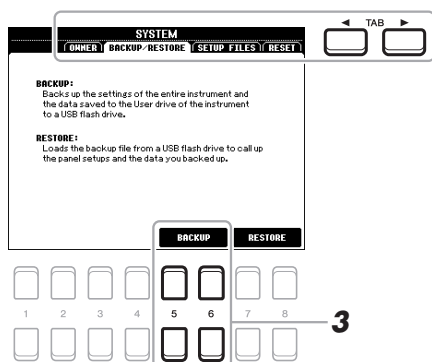 SYSTEM
◀ TAB ▶
OWNER BACKUP/RESTORE SETUP FILES RESET
BACKUP:
Backs up the settings of the entire instrument and
the data saved to the User drive of the instrument
to a USB flash drive.
RESTORE:
Loads the backup file from a USB flash drive to call up
the panel setups and the data you backed up.
BACKUP RESTORE
1 2 3 4 5 6 7 8
3